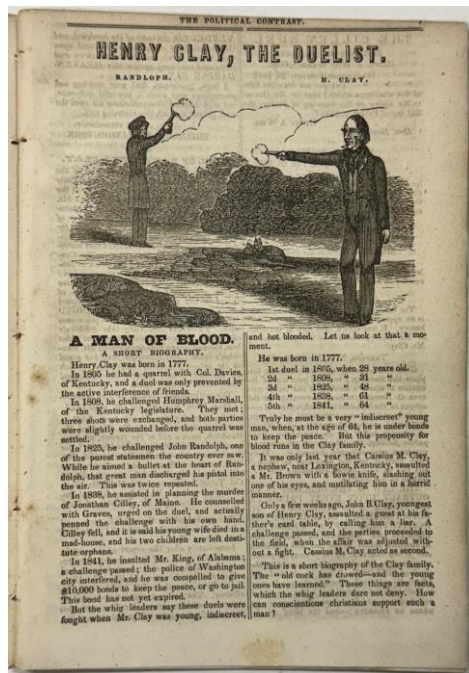 THE POLITICAL CONTRAST.
HENRY CLAY, THE DUELIST.
RANDLOPH.
H. CLAY.
A MAN OF BLOOD.
A SHORT BIOGRAPHY.
Henry Clay was born in 1777.
In 1805 he had a quarrel with Col. Davies,
of Kentucky, and a duel was only prevented by
the active interference of friends.
In 1808, he challenged Humphrey Marshall,
of the Kentucky legislature. They met;
three shots were exchanged, and both parties
were slightly wounded before the quarrel was
settled.
In 1825, he challenged John Randolph, one
of the purest statesmen the country ever saw.
While he aimed a bullet at the heart of Ran-
dolph, that great man discharged his pistol into
the air. This was twice repeated.
In 1838, he assisted in planning the murder
of Jonathan Cilley, of Maine. He counselled
with Graves, urged on the duel, and actually
penned the challenge with his own hand.
Cilley fell, and it is said his young wife died in a
mad-house, and his two children are left desti-
tute orphans.
In 1841, he insulted Mr. King, of Alabama;
a challenge passed; the police of Washington
city interfered, and he was compelled to give
$10,000 bonds to keep the peace, or go to jail.
This bond has not yet expired.
But the whig leaders say these duels were
fought when Mr. Clay was young, indiscreet,
and hot blooded. Let us look at that a mo-
ment.
He was born in 1777.
1st duel in 1805, when 28 years old.
2d " 1808, " 31 "
3d " 1825, " 48 "
4th " 1838, " 61 "
5th " 1841, " 64 "
Truly he must be a very "indiscreet" young
man, when, at the age of 64, he is under bonds
to keep the peace. But this propensity for
blood runs in the Clay family.
It was only last year that Cassius M. Clay,
a nephew, near Lexington, Kentucky, assaulted
a Mr. Brown with a bowie knife, slashing out
one of his eyes, and mutilating him in a horrid
manner.
Only a few weeks ago, John B. Clay, youngest
son of Henry Clay, assaulted a guest at his fa-
ther's card table, by calling him a liar. A
challenge passed, and the parties proceeded to
the field, when the affair was adjusted with-
out a fight. Cassius M. Clay acted as second.
This is a short biography of the Clay family.
The "old cock has crowed—and the young
ones have learned." These things are facts,
which the whig leaders dare not deny. How
can conscientious christians support such a
man?